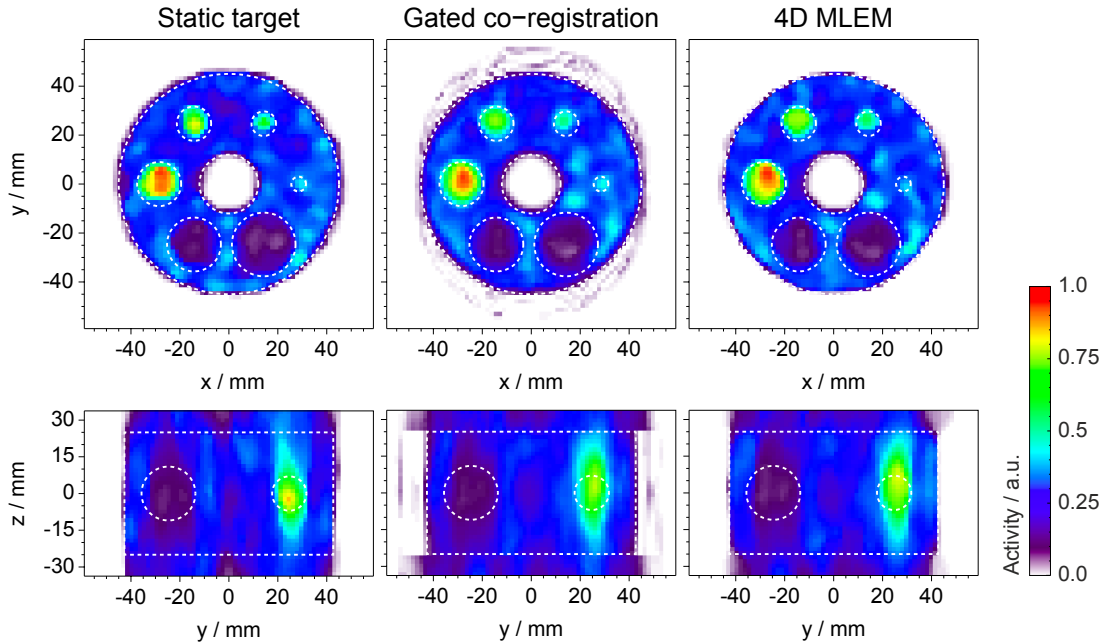 Static target
Gated co−registration
4D MLEM
y / mm
40
20
0
-20
-40
-40 -20 0 20 40
-40 -20 0 20 40
-40 -20 0 20 40
x / mm
x / mm
x / mm
z / mm
30
15
0
-15
-30
-40 -20 0 20 40
-40 -20 0 20 40
-40 -20 0 20 40
y / mm
y / mm
y / mm
Activity / a.u.
1.0
0.75
0.5
0.25
0.0